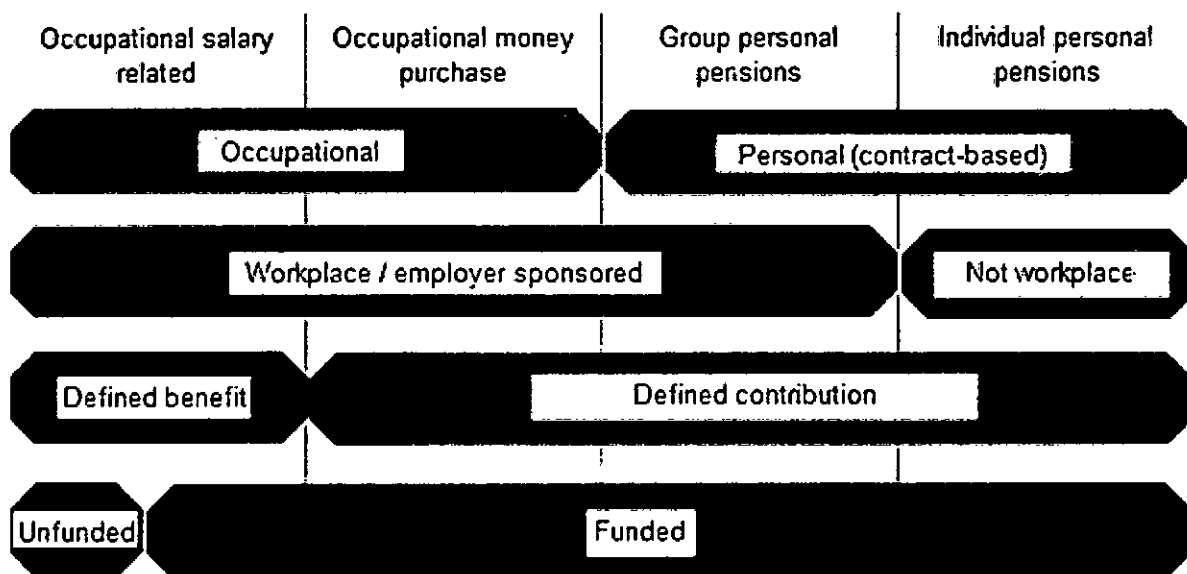 Occupational salary
related
Occupational money
purchase
Group personal
pensions
Individual personal
pensions
Occupational
Personal (contract-based)
Workplace / employer sponsored
Not workplace
Defined benefit
Defined contribution
Unfunded
Funded